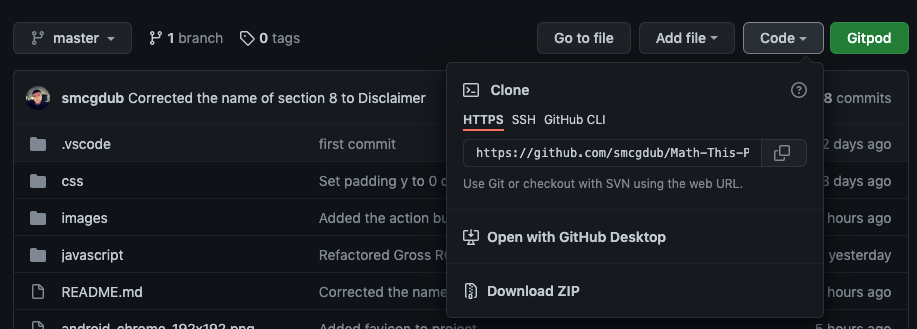 master
1 branch
0 tags
Go to file
Add file
Code
Gitpod
smcgdub Corrected the name of section 8 to Disclaimer
8 commits
Clone
HTTPS SSH GitHub CLI
https://github.com/smcgdub/Math-This-P
Use Git or checkout with SVN using the web URL.
Open with GitHub Desktop
Download ZIP
.vscode first commit 2 days ago
css Set padding y to 0 3 days ago
images Added the action hours ago
javascript Refactored Gross yesterday
README.md Corrected the name hours ago
android-chrome-192x192.png Added favicon to project hours ago